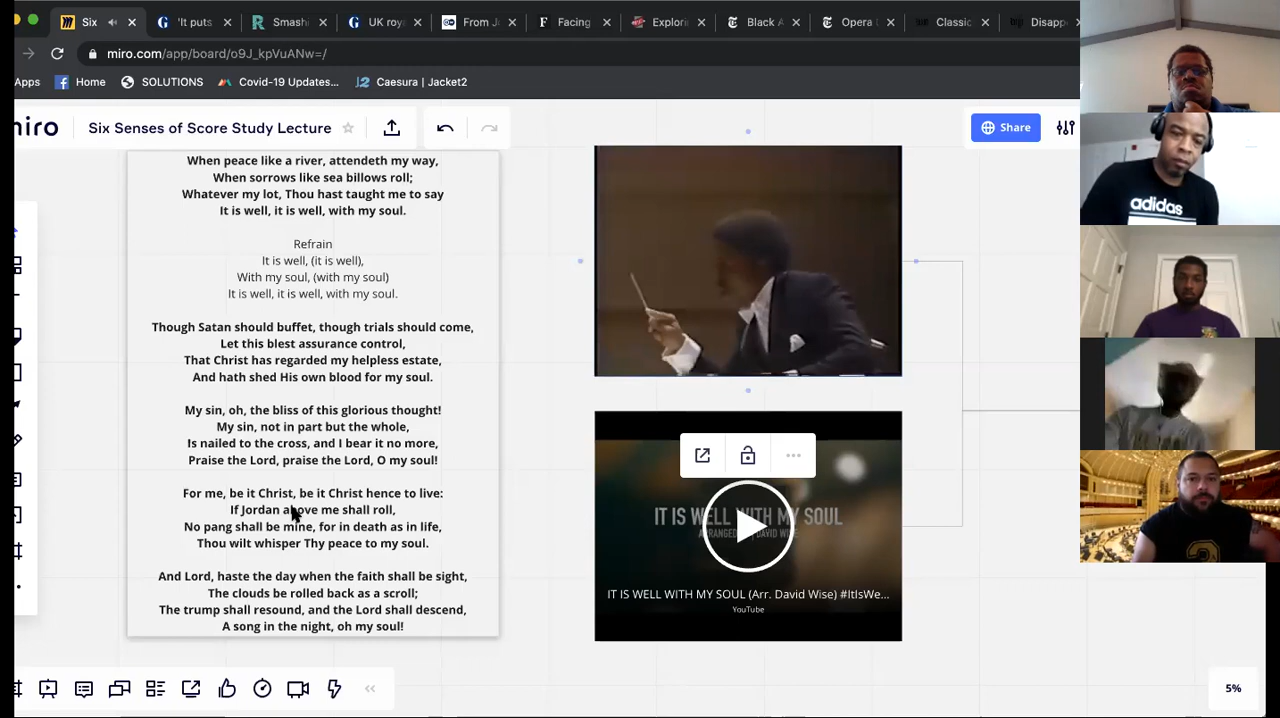 Six
'It puts
Smashi
UK roy
From J
Facing
Explori
Black A
Opera
Classic
Disapp
miro.com/app/board/o9J_kpVuANw=/
Apps
Home
SOLUTIONS
Covid-19 Updates...
Caesura | Jacket2
miro
Six Senses of Score Study Lecture
Share
When peace like a river, attendeth my way,
When sorrows like sea billows roll;
Whatever my lot, Thou hast taught me to say
It is well, it is well, with my soul.
Refrain
It is well, (it is well),
With my soul, (with my soul)
It is well, it is well, with my soul.
Though Satan should buffet, though trials should come,
Let this blest assurance control,
That Christ has regarded my helpless estate,
And hath shed His own blood for my soul.
My sin, oh, the bliss of this glorious thought!
My sin, not in part but the whole,
Is nailed to the cross, and I bear it no more,
Praise the Lord, praise the Lord, O my soul!
For me, be it Christ, be it Christ hence to live:
If Jordan above me shall roll,
No pang shall be mine, for in death as in life,
Thou wilt whisper Thy peace to my soul.
And Lord, haste the day when the faith shall be sight,
The clouds be rolled back as a scroll;
The trump shall resound, and the Lord shall descend,
A song in the night, oh my soul!
IT IS WELL WITH MY SOUL
ARRANGED DAVID WISE
IT IS WELL WITH MY SOUL (Arr. David Wise) #ItIsWe...
YouTube
adidas
2
5%